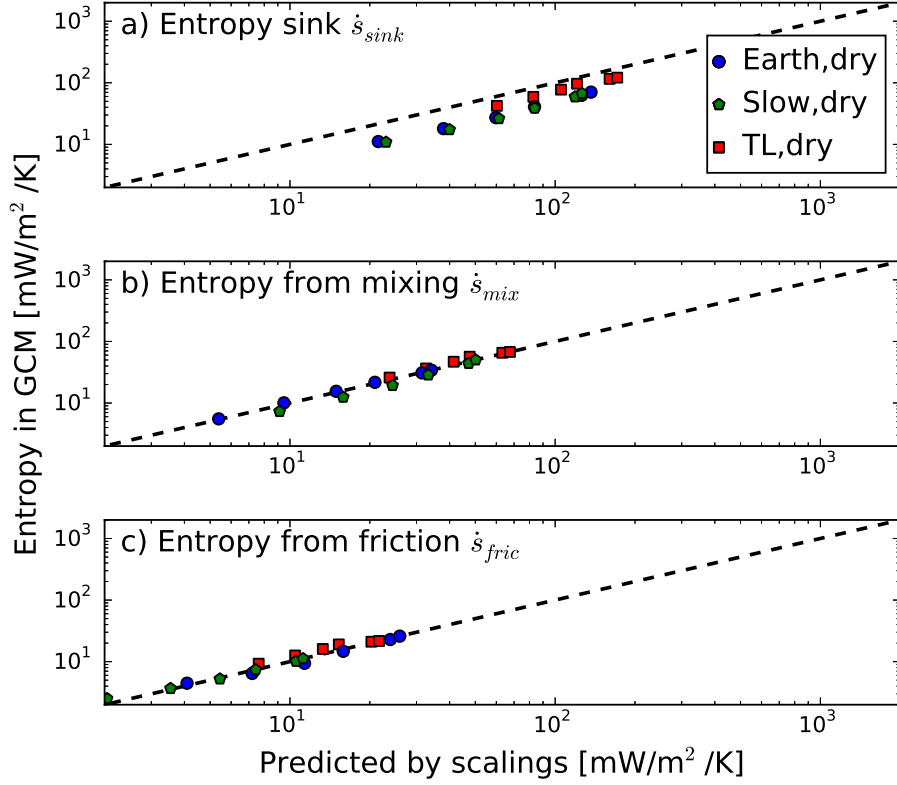 a) Entropy sink ṡ_sink
Earth,dry
Slow,dry
TL,dry
10³
10²
10¹
10¹ 10² 10³
b) Entropy from mixing ṡ_mix
10³
10²
10¹
10¹ 10² 10³
c) Entropy from friction ṡ_fric
10³
10²
10¹
10¹ 10² 10³
Entropy in GCM [mW/m² /K]
Predicted by scalings [mW/m² /K]